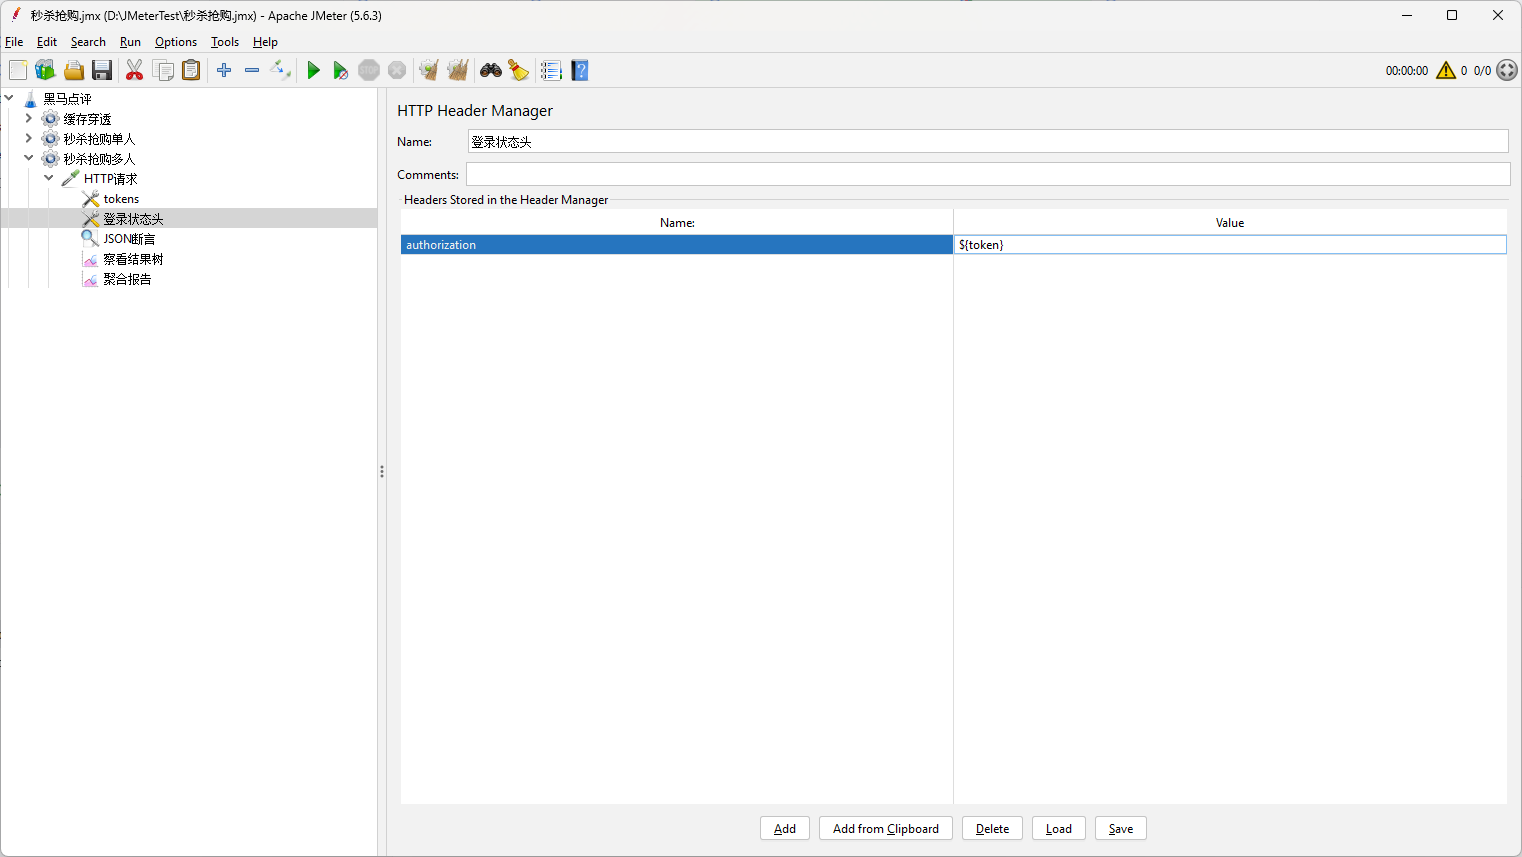 秒杀抢购.jmx (D:\JMeterTest\秒杀抢购.jmx) - Apache JMeter (5.6.3)
File Edit Search Run Options Tools Help
STOP
00:00:00 0 0/0
黑马点评
缓存穿透
秒杀抢购单人
秒杀抢购多人
HTTP请求
tokens
登录状态头
JSON断言
察看结果树
聚合报告
HTTP Header Manager
Name: 登录状态头
Comments:
Headers Stored in the Header Manager
Name: Value
authorization ${token}
Add Add from Clipboard Delete Load Save